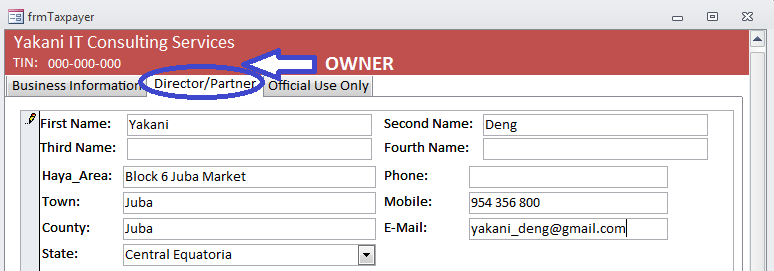 frmTaxpayer
Yakani IT Consulting Services
TIN: 000-000-000
OWNER
Business Information Director/Partner Official Use Only
First Name: Yakani Second Name: Deng
Third Name: Fourth Name:
Haya_Area: Block 6 Juba Market Phone:
Town: Juba Mobile: 954 356 800
County: Juba E-Mail: yakani_deng@gmail.com
State: Central Equatoria